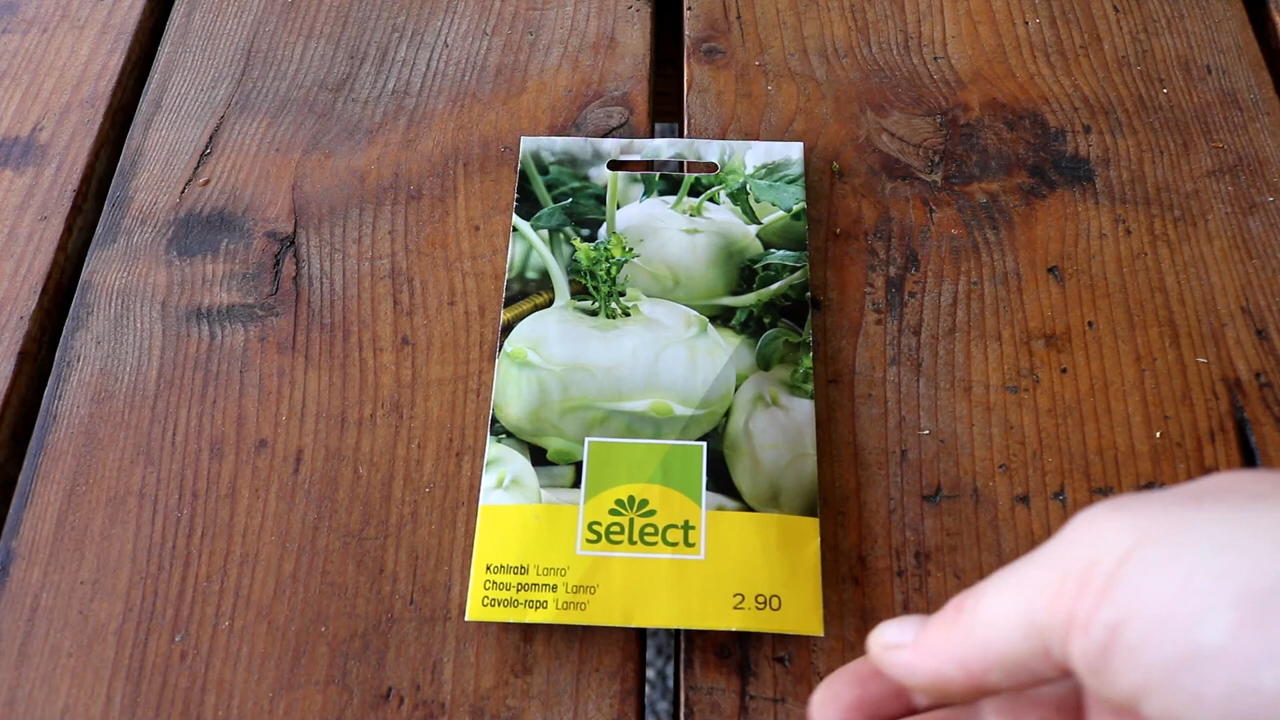 select
Kohlrabi 'Lanro'
Chou-pomme 'Lanro'
Cavolo-rapa 'Lanro'
2.90